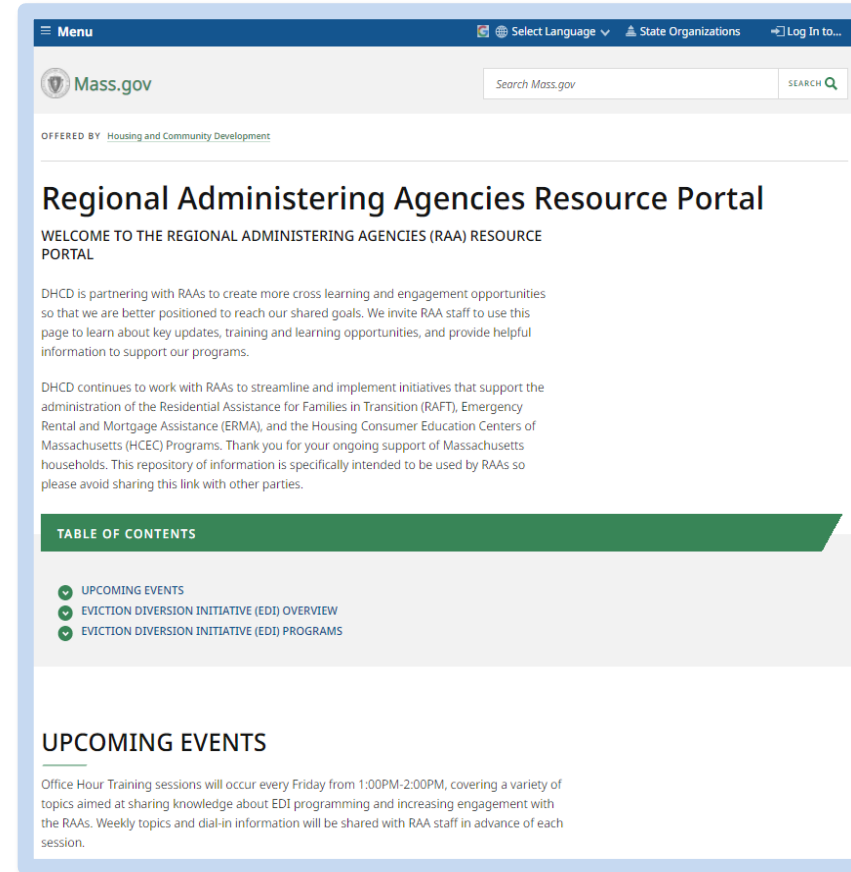 Menu
Select Language
State Organizations
Log In to...
Mass.gov
Search Mass.gov
SEARCH
OFFERED BY Housing and Community Development
Regional Administering Agencies Resource Portal
WELCOME TO THE REGIONAL ADMINISTERING AGENCIES (RAA) RESOURCE
PORTAL
DHCD is partnering with RAAs to create more cross learning and engagement opportunities
so that we are better positioned to reach our shared goals. We invite RAA staff to use this
page to learn about key updates, training and learning opportunities, and provide helpful
information to support our programs.
DHCD continues to work with RAAs to streamline and implement initiatives that support the
administration of the Residential Assistance for Families in Transition (RAFT), Emergency
Rental and Mortgage Assistance (ERMA), and the Housing Consumer Education Centers of
Massachusetts (HCEC) Programs. Thank you for your ongoing support of Massachusetts
households. This repository of information is specifically intended to be used by RAAs so
please avoid sharing this link with other parties.
TABLE OF CONTENTS
UPCOMING EVENTS
EVICTION DIVERSION INITIATIVE (EDI) OVERVIEW
EVICTION DIVERSION INITIATIVE (EDI) PROGRAMS
UPCOMING EVENTS
Office Hour Training sessions will occur every Friday from 1:00PM-2:00PM, covering a variety of
topics aimed at sharing knowledge about EDI programming and increasing engagement with
the RAAs. Weekly topics and dial-in information will be shared with RAA staff in advance of each
session.